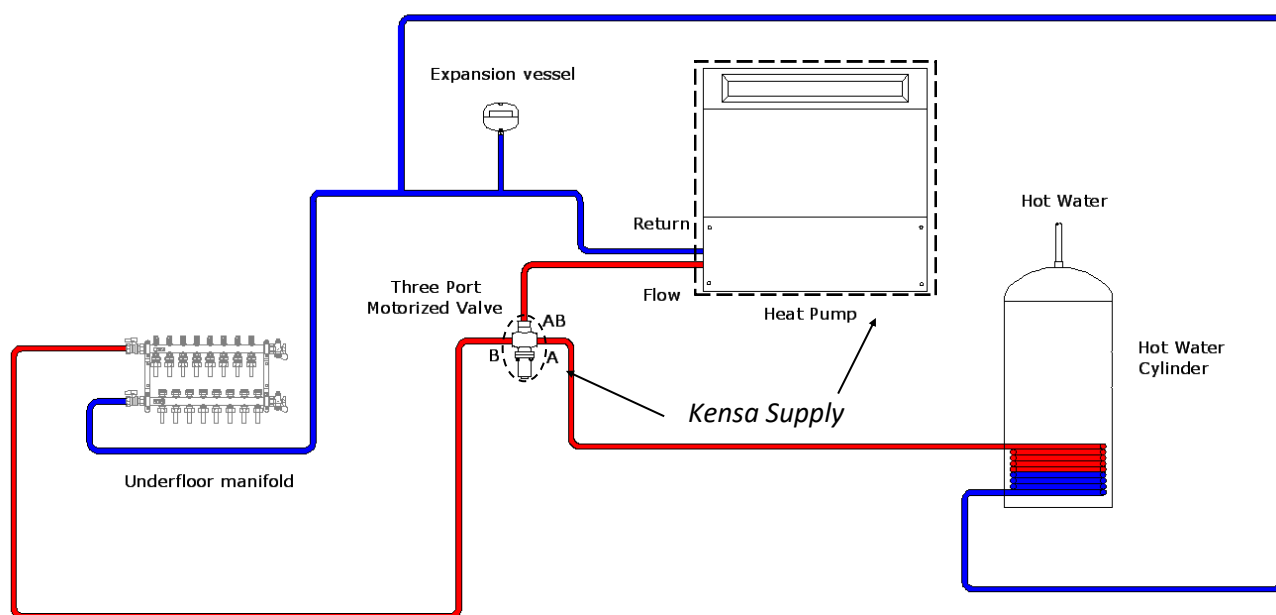 Expansion vessel
Return
Flow
Heat Pump
Three Port
Motorized Valve
AB
B
A
Kensa Supply
Hot Water
Hot Water
Cylinder
Underfloor manifold